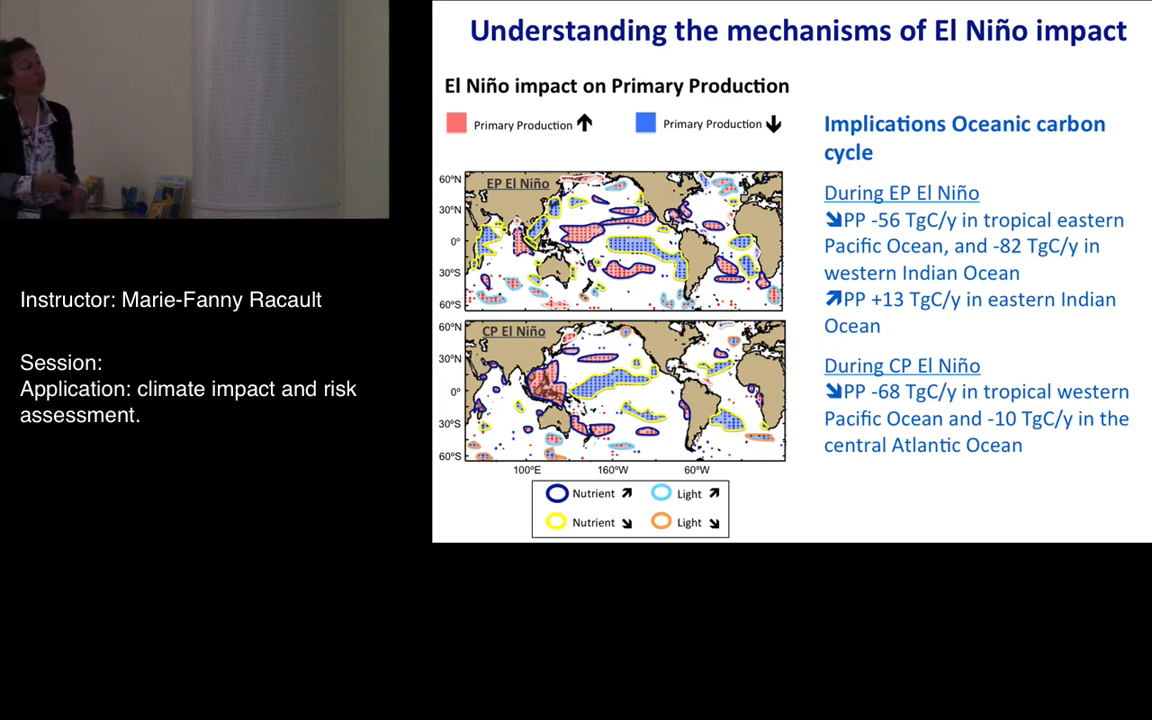 Understanding the mechanisms of El Niño impact
El Niño impact on Primary Production
Primary Production
Primary Production
EP El Niño
60°N
30°N
0°
30°S
60°S
CP El Niño
60°N
30°N
0°
30°S
60°S
100°E
160°W
60°W
Nutrient
Light
Nutrient
Light
Implications Oceanic carbon
cycle
During EP El Niño
PP -56 TgC/y in tropical eastern
Pacific Ocean, and -82 TgC/y in
western Indian Ocean
PP +13 TgC/y in eastern Indian
Ocean
During CP El Niño
PP -68 TgC/y in tropical western
Pacific Ocean and -10 TgC/y in the
central Atlantic Ocean
Instructor: Marie-Fanny Racault
Session:
Application: climate impact and risk
assessment.